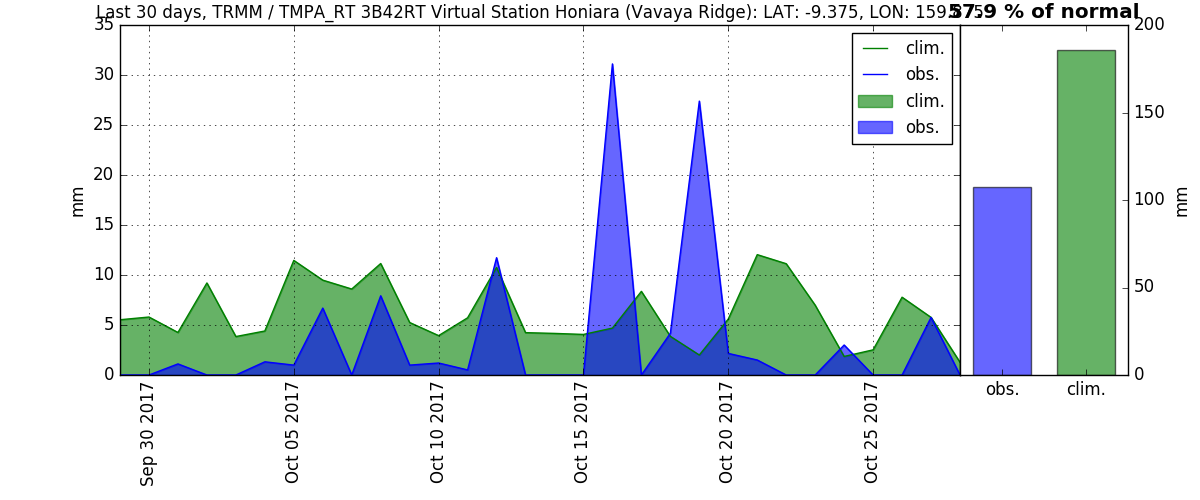 Last 30 days, TRMM / TMPA_RT 3B42RT Virtual Station Honiara (Vavaya Ridge): LAT: -9.375, LON:
57.9 % of normal
35
30
25
20
15
10
5
0
mm
clim.
obs.
clim.
obs.
Sep 30 2017
Oct 05 2017
Oct 10 2017
Oct 15 2017
Oct 20 2017
Oct 25 2017
200
150
100
50
0
mm
obs.
clim.